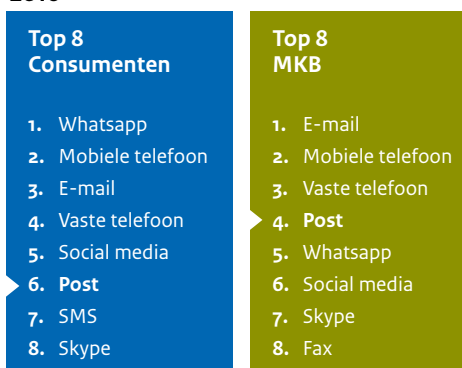 Top 8
Consumenten
1. Whatsapp
2. Mobiele telefoon
3. E-mail
4. Vaste telefoon
5. Social media
6. Post
7. SMS
8. Skype
Top 8
MKB
1. E-mail
2. Mobiele telefoon
3. Vaste telefoon
4. Post
5. Whatsapp
6. Social media
7. Skype
8. Fax